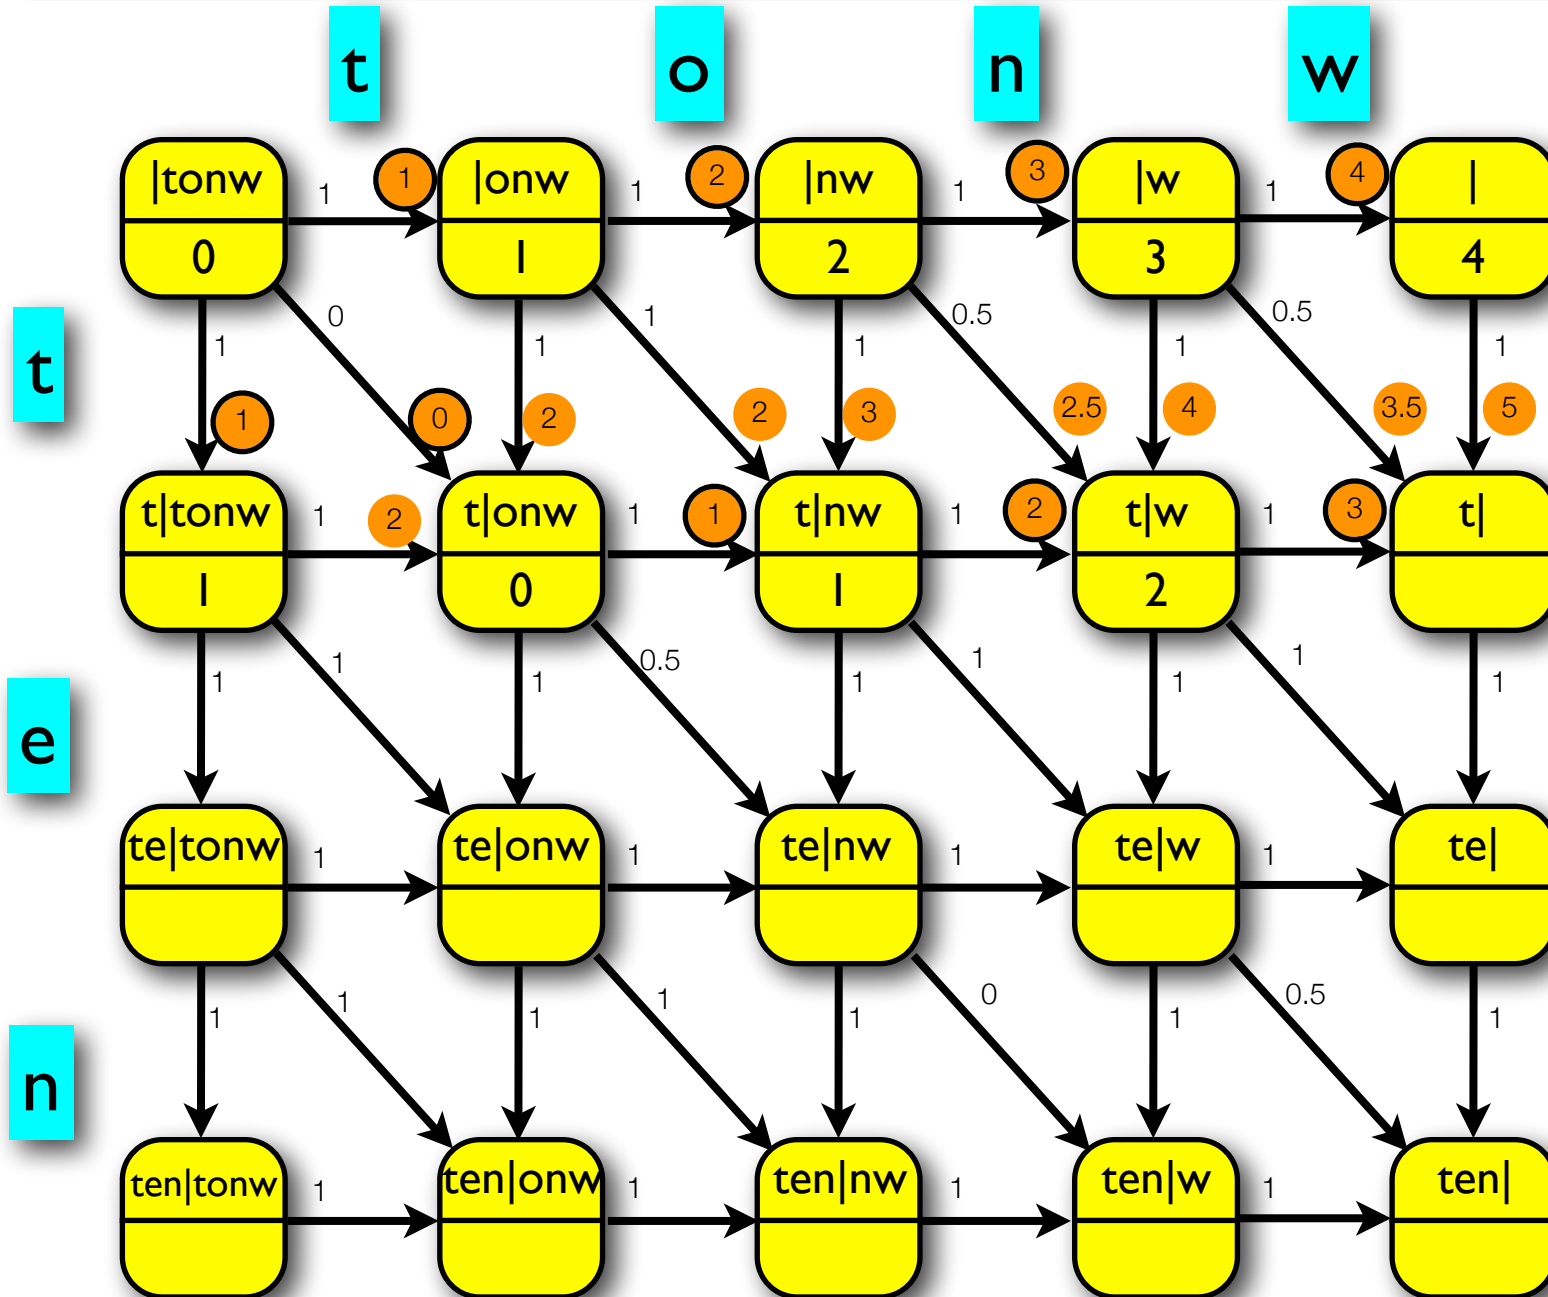 t o n w
|tonw |onw |nw |w |
1 1 1 2 1 3 1 4
0 1 2 3 4
0 1 0.5 0.5
1 1 1 1 1
t
1 0 2 2 3 2.5 4 3.5 5
t|tonw t|onw t|nw t|w t|
1 2 1 1 1 2 1 3
1 0 1 2
1 0.5 1 1
1 1 1 1 1
e
te|tonw te|onw te|nw te|w te|
1 1 1 1
1 1 0 0.5
1 1 1 1 1
n
ten|tonw ten|onw ten|nw ten|w ten|
1 1 1 1